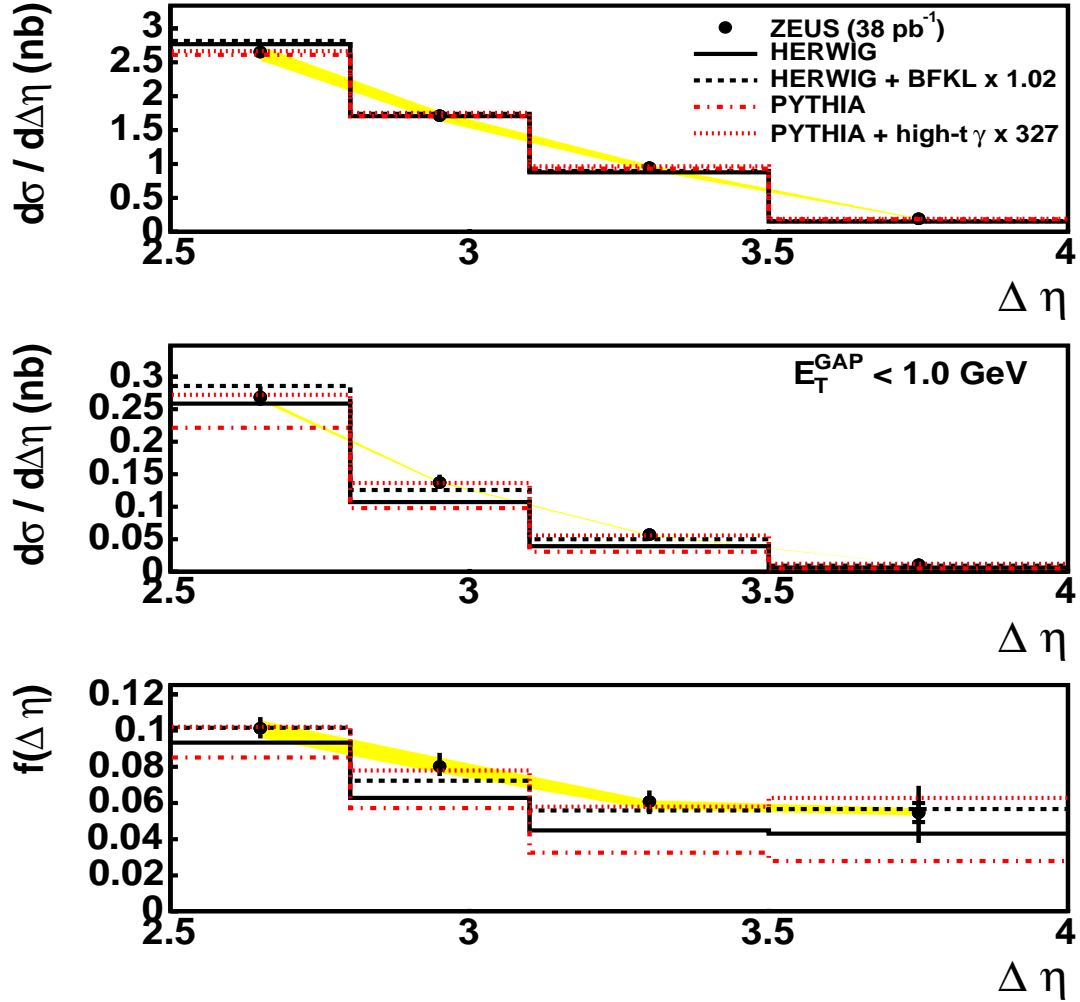 dσ / dΔη (nb)
3
2.5
2
1.5
1
0.5
0
ZEUS (38 pb⁻¹)
HERWIG
HERWIG + BFKL x 1.02
PYTHIA
PYTHIA + high-t γ x 327
2.5 3 3.5 4
Δ η
dσ / dΔη (nb)
0.3
0.25
0.2
0.15
0.1
0.05
0
E_T^GAP < 1.0 GeV
2.5 3 3.5 4
Δ η
f(Δ η)
0.12
0.1
0.08
0.06
0.04
0.02
0
2.5 3 3.5 4
Δ η